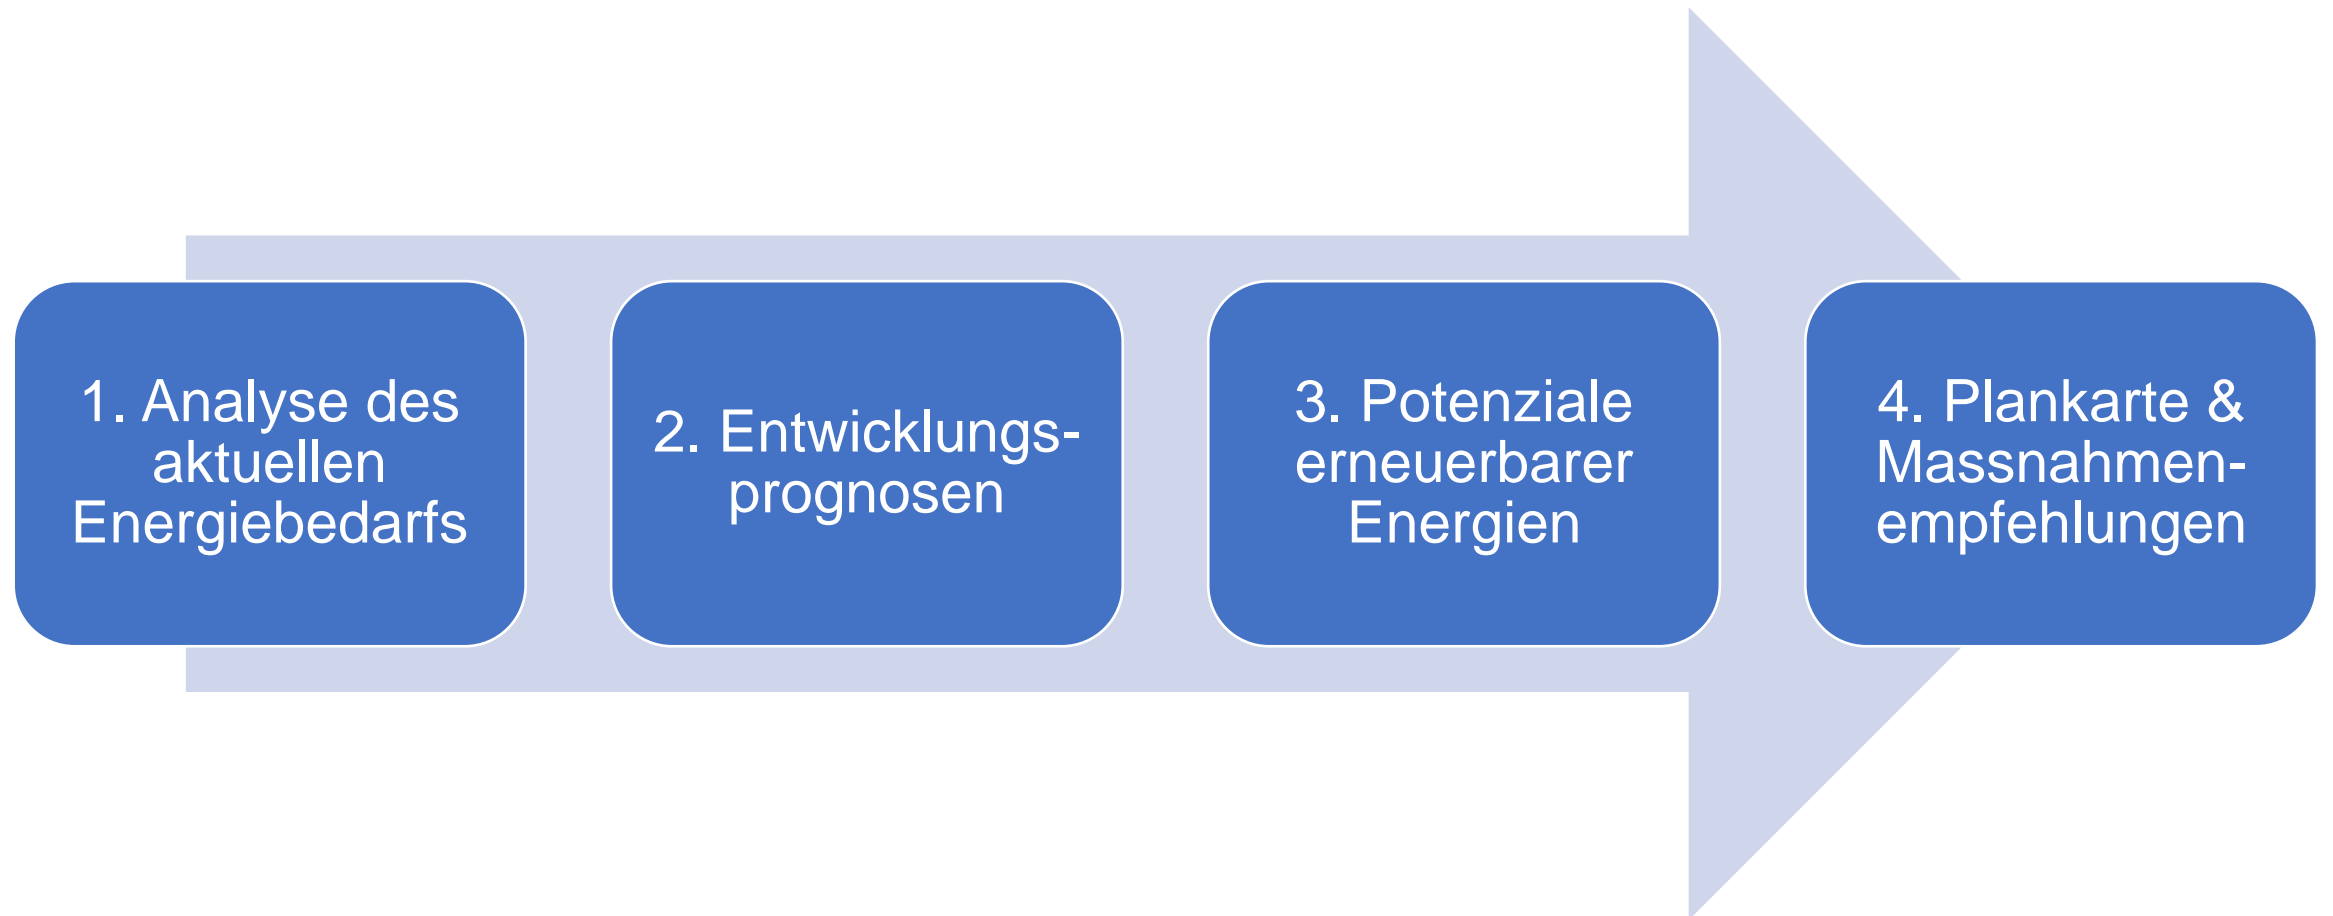 1. Analyse des
aktuellen
Energiebedarfs
2. Entwicklungs-
prognosen
3. Potenziale
erneuerbarer
Energien
4. Plankarte &
Massnahmen-
empfehlungen